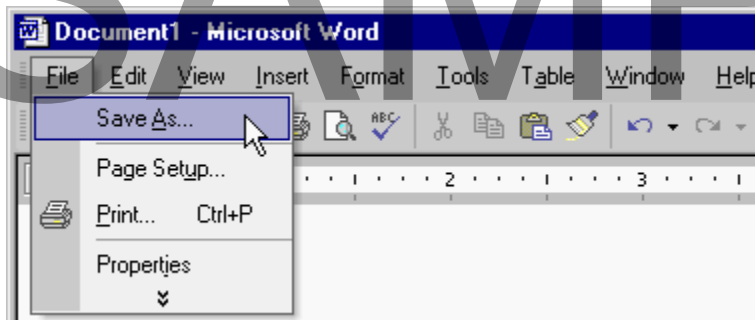 Document1 - Microsoft Word
File Edit View Insert Format Tools Table Window Help
Save As...
ABC
Page Setup...
2 3
Print... Ctrl+P
Properties